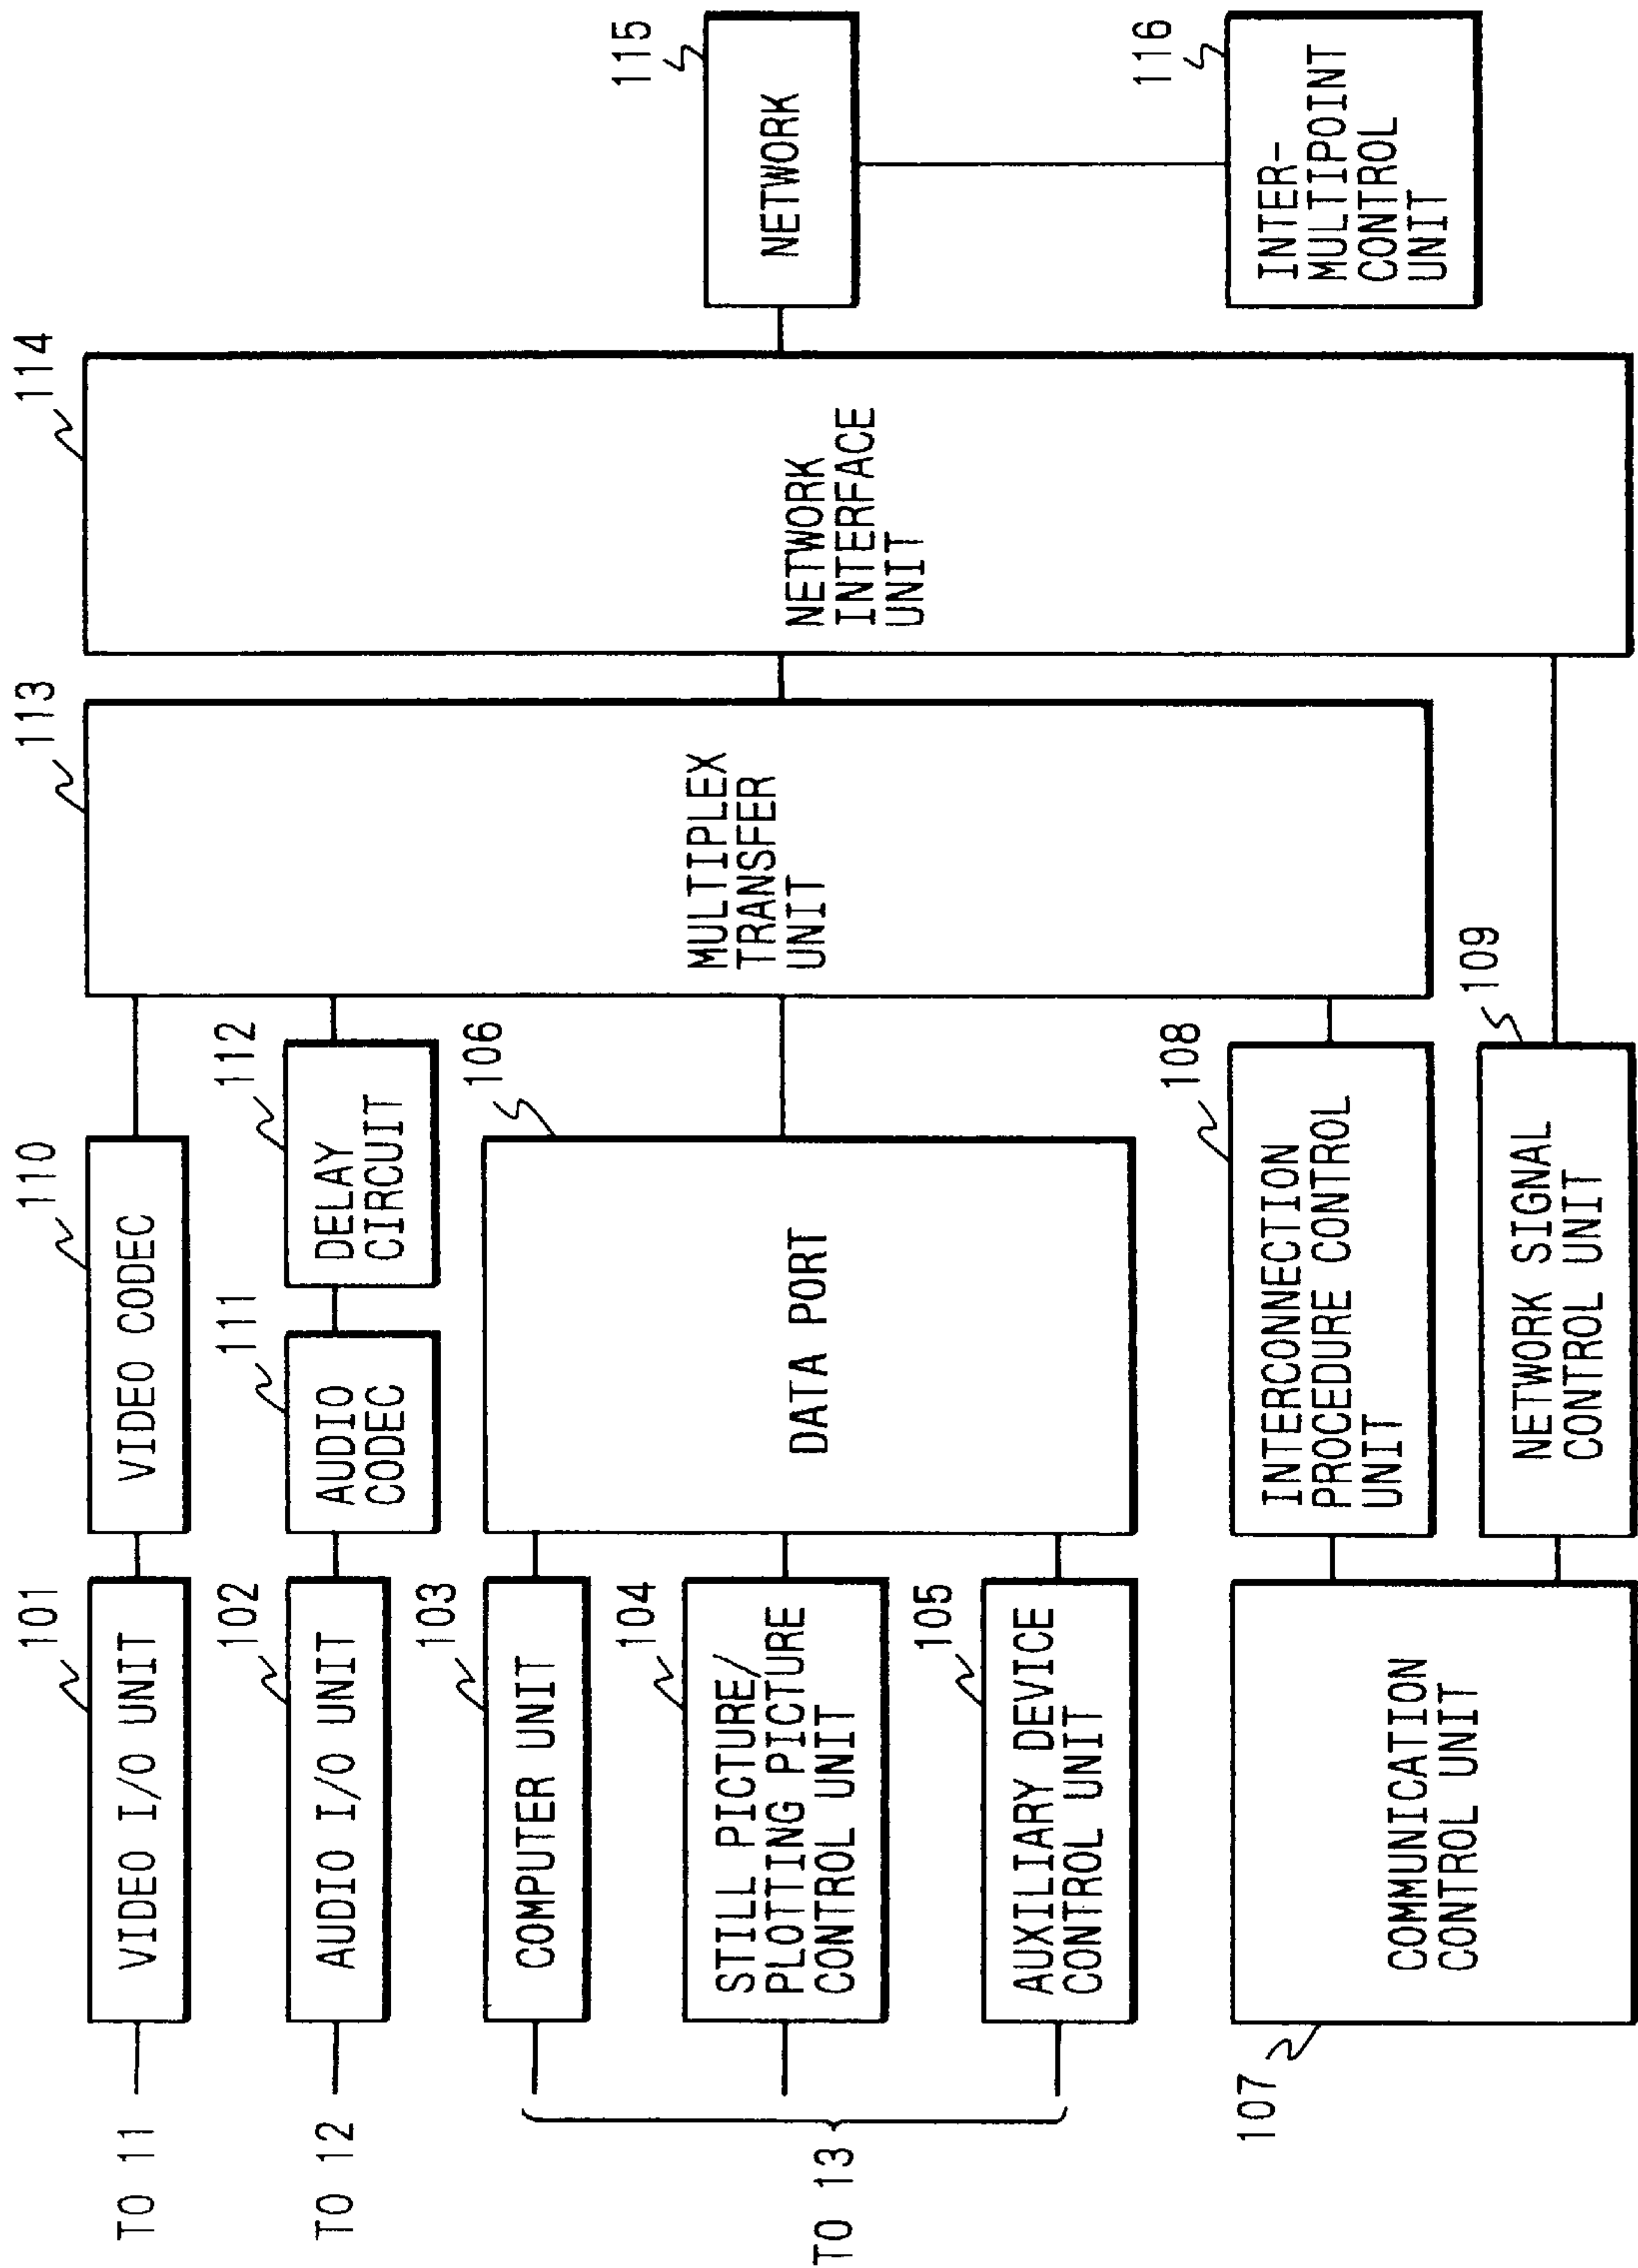 TO 11
101
VIDEO I/O UNIT
110
VIDEO CODEC
TO 12
102
AUDIO I/O UNIT
111
AUDIO
CODEC
112
DELAY
CIRCUIT
TO 13
103
COMPUTER UNIT
104
STILL PICTURE/
PLOTTING PICTURE
CONTROL UNIT
105
AUXILIARY DEVICE
CONTROL UNIT
106
DATA PORT
107
COMMUNICATION
CONTROL UNIT
108
INTERCONNECTION
PROCEDURE CONTROL
UNIT
109
NETWORK SIGNAL
CONTROL UNIT
113
MULTIPLEX
TRANSFER
UNIT
114
NETWORK
INTERFACE
UNIT
115
NETWORK
116
INTER-
MULTIPOINT
CONTROL
UNIT